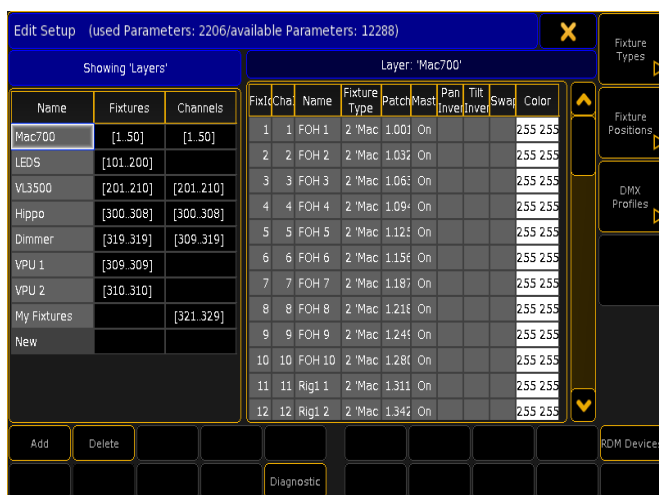 Edit Setup (used Parameters: 2206/available Parameters: 12288)
Showing 'Layers'
Name Fixtures Channels
Mac700 [1..50] [1..50]
LEDS [101..200]
VL3500 [201..210] [201..210]
Hippo [300..308] [300..308]
Dimmer [319..319] [309..319]
VPU 1 [309..309]
VPU 2 [310..310]
My Fixtures [321..329]
New
Layer: 'Mac700'
FixId Cha Name Fixture Type Patch Mast Pan Inver Tilt Inver Swap Color
1 1 FOH 1 2 'Mac 1.001 On 255 255
2 2 FOH 2 2 'Mac 1.032 On 255 255
3 3 FOH 3 2 'Mac 1.063 On 255 255
4 4 FOH 4 2 'Mac 1.094 On 255 255
5 5 FOH 5 2 'Mac 1.125 On 255 255
6 6 FOH 6 2 'Mac 1.156 On 255 255
7 7 FOH 7 2 'Mac 1.187 On 255 255
8 8 FOH 8 2 'Mac 1.218 On 255 255
9 9 FOH 9 2 'Mac 1.249 On 255 255
10 10 FOH 10 2 'Mac 1.280 On 255 255
11 11 Rig1 1 2 'Mac 1.311 On 255 255
12 12 Rig1 2 2 'Mac 1.342 On 255 255
Fixture
Types
Fixture
Positions
DMX
Profiles
Add Delete
RDM Devices
Diagnostic